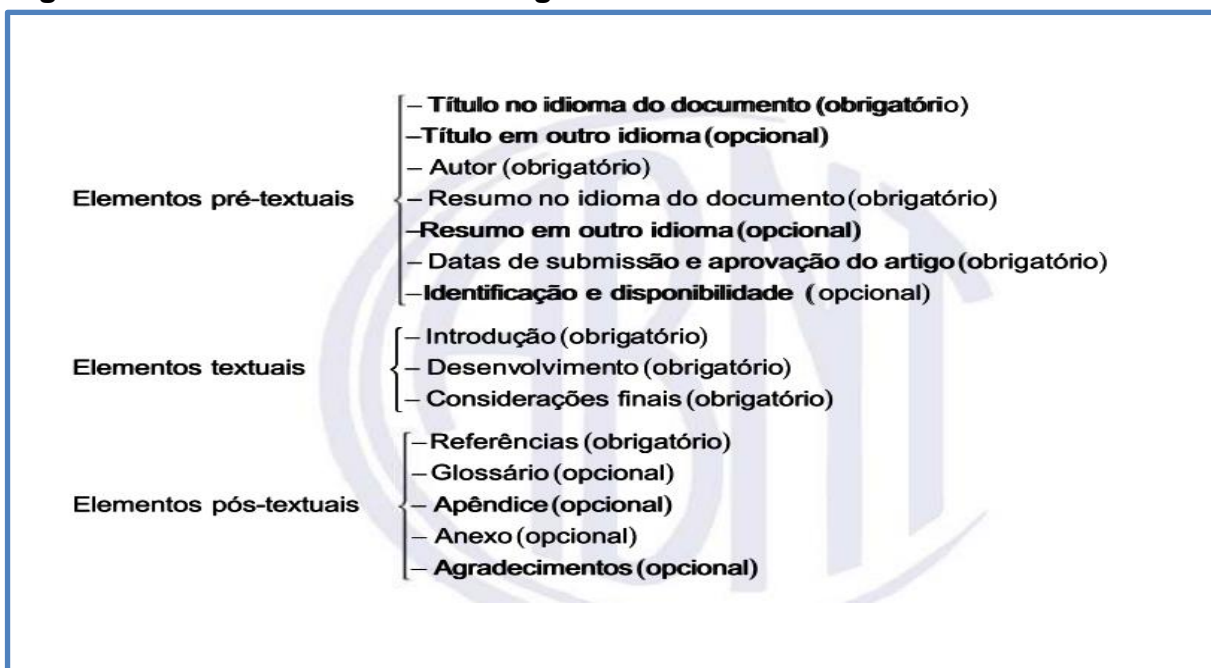 – Título no idioma do documento (obrigatório)
–Título em outro idioma (opcional)
– Autor (obrigatório)
Elementos pré-textuais – Resumo no idioma do documento (obrigatório)
–Resumo em outro idioma (opcional)
– Datas de submissão e aprovação do artigo (obrigatório)
–Identificação e disponibilidade (opcional)
– Introdução (obrigatório)
Elementos textuais – Desenvolvimento (obrigatório)
– Considerações finais (obrigatório)
– Referências (obrigatório)
– Glossário (opcional)
Elementos pós-textuais – Apêndice (opcional)
– Anexo (opcional)
– Agradecimentos (opcional)
ABNT